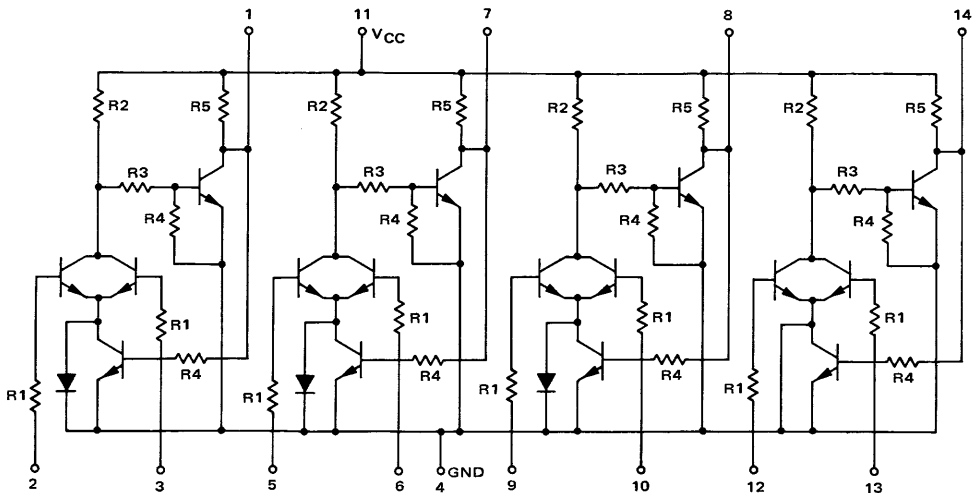 1 11 7 8 14
VCC
R2 R5 R2 R5 R2 R5 R2 R5
R3 R3 R3 R3
R4 R4 R4 R4
R1 R1 R1 R1
R4 R4 R4 R4
R1 R1 R1 R1
2 3 5 6 4 GND 9 10 12 13